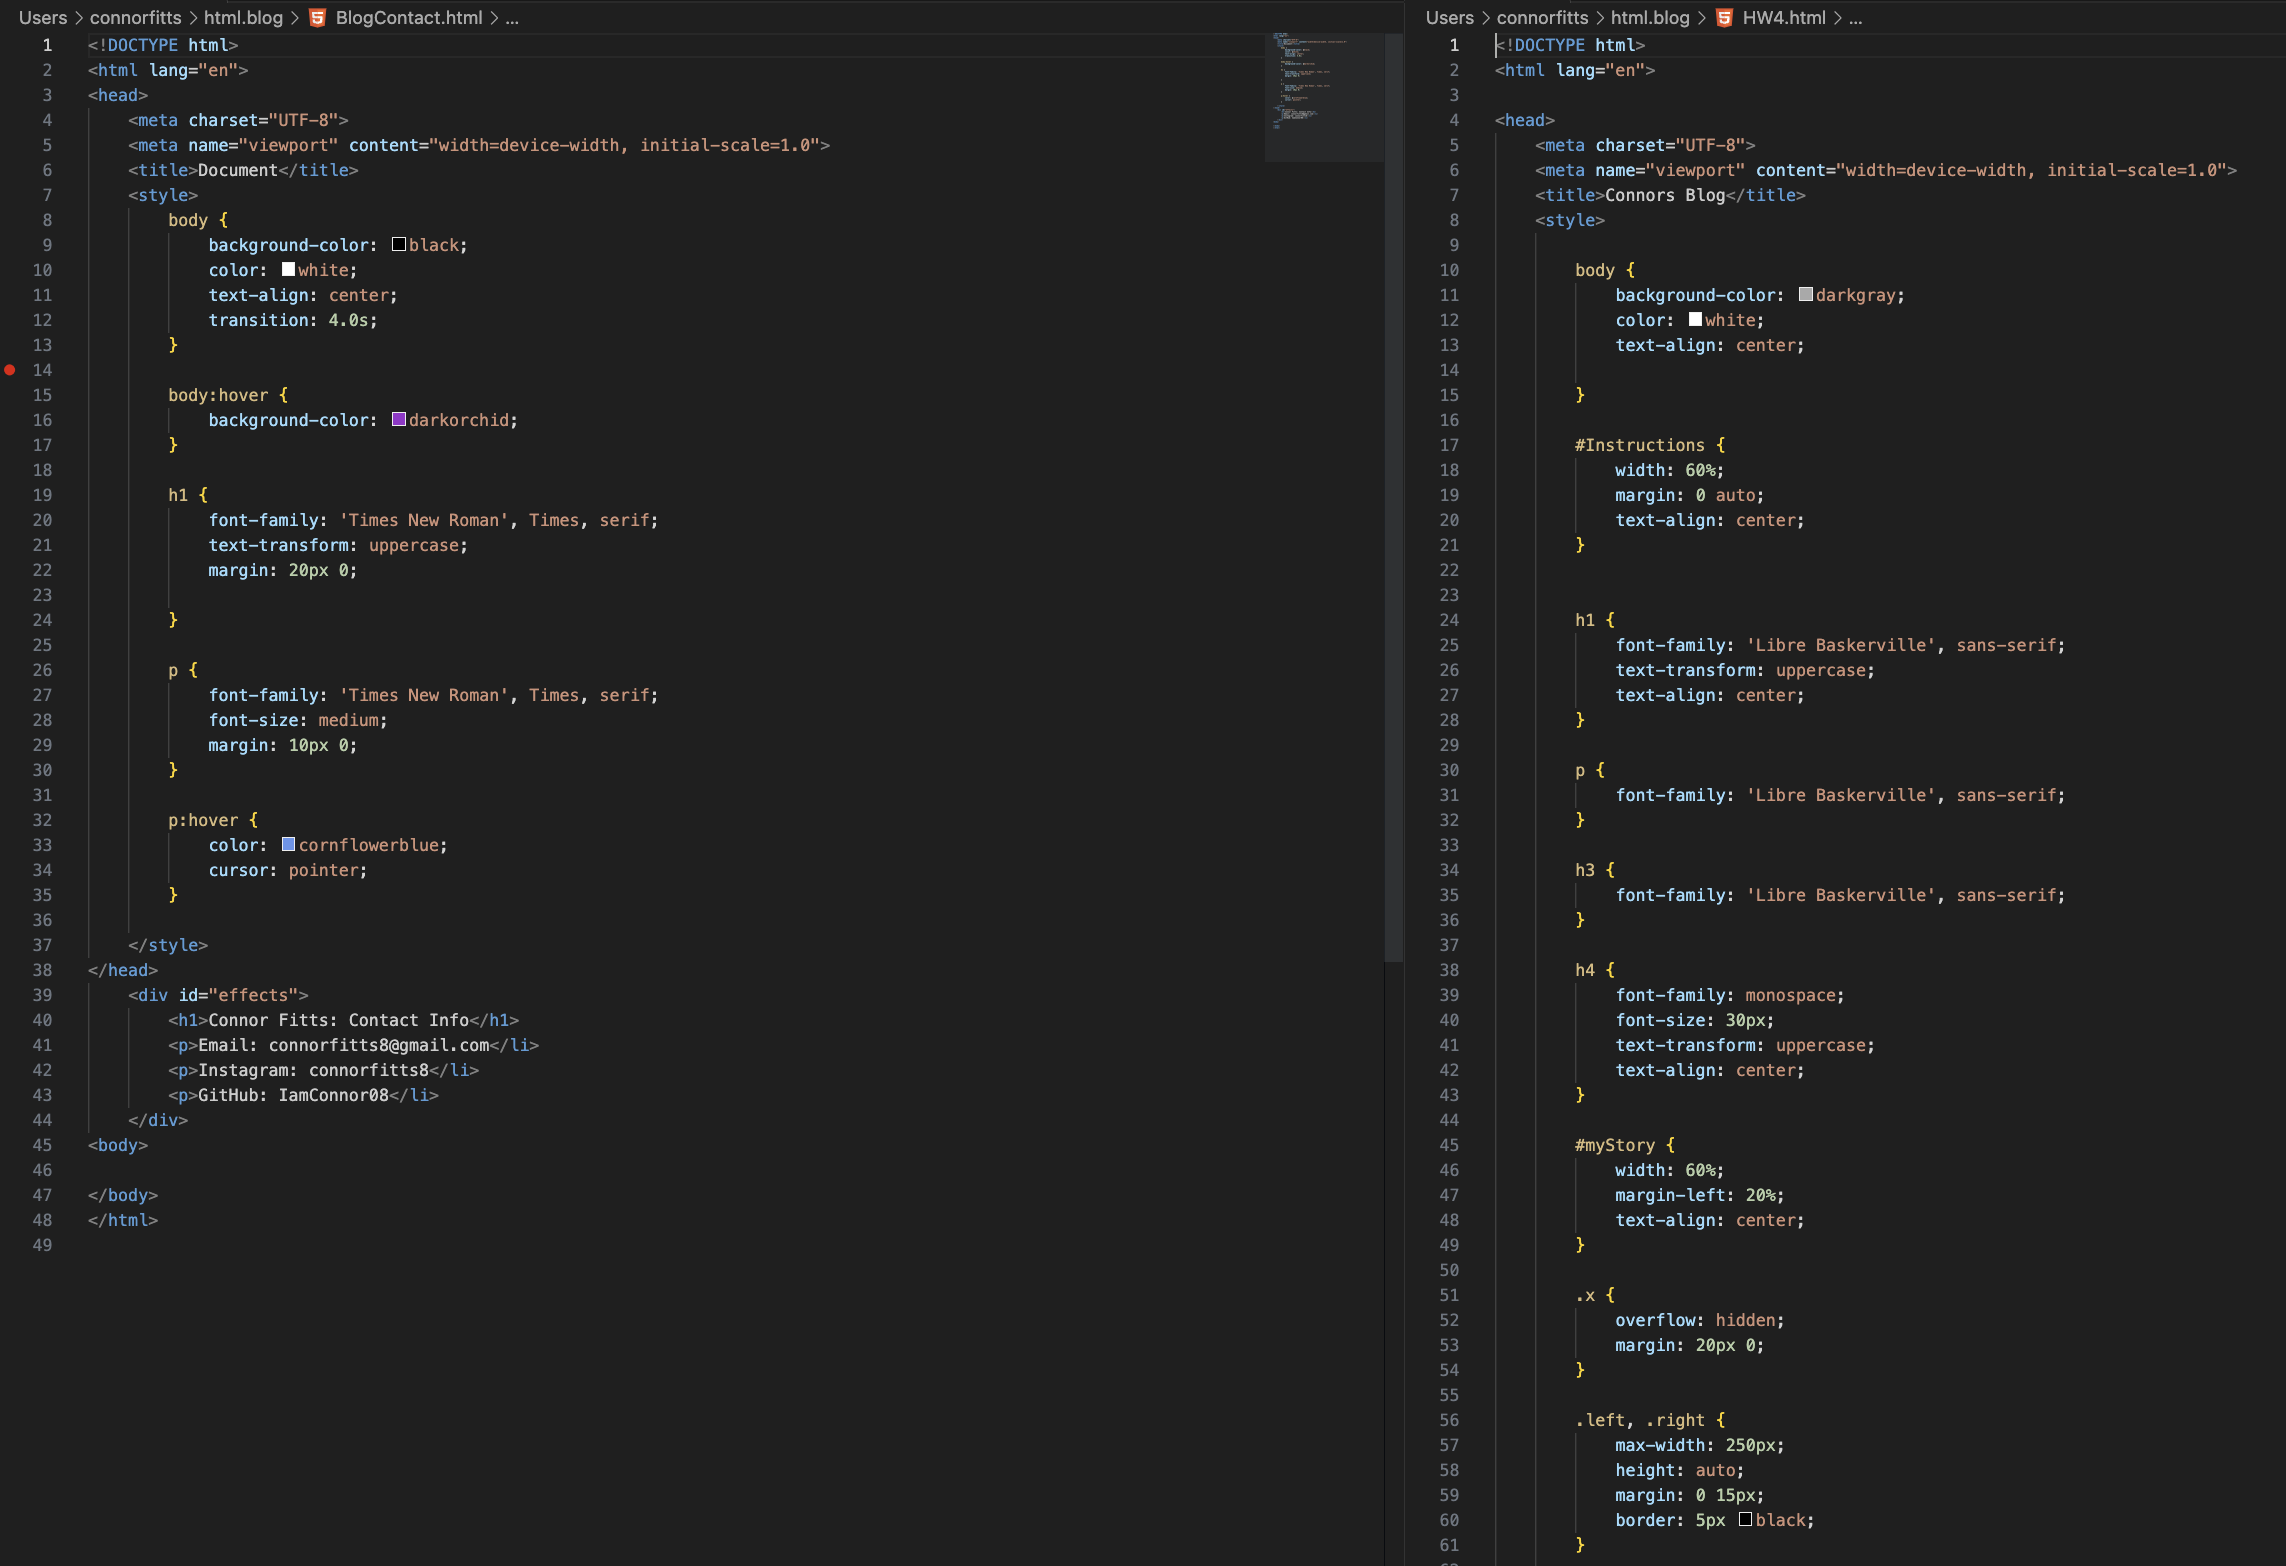 Users > connorfitts > html.blog > BlogContact.html > ...
1 <!DOCTYPE html>
2 <html lang="en">
3 <head>
4 <meta charset="UTF-8">
5 <meta name="viewport" content="width=device-width, initial-scale=1.0">
6 <title>Document</title>
7 <style>
8 body {
9 background-color: black;
10 color: white;
11 text-align: center;
12 transition: 4.0s;
13 }
14
15 body:hover {
16 background-color: darkorchid;
17 }
18
19 h1 {
20 font-family: 'Times New Roman', Times, serif;
21 text-transform: uppercase;
22 margin: 20px 0;
23
24 }
25
26 p {
27 font-family: 'Times New Roman', Times, serif;
28 font-size: medium;
29 margin: 10px 0;
30 }
31
32 p:hover {
33 color: cornflowerblue;
34 cursor: pointer;
35 }
36
37 </style>
38 </head>
39 <div id="effects">
40 <h1>Connor Fitts: Contact Info</h1>
41 <p>Email: connorfitts8@gmail.com</li>
42 <p>Instagram: connorfitts8</li>
43 <p>GitHub: IamConnor08</li>
44 </div>
45 <body>
46
47 </body>
48 </html>
49
Users > connorfitts > html.blog > HW4.html > ...
1 <!DOCTYPE html>
2 <html lang="en">
3
4 <head>
5 <meta charset="UTF-8">
6 <meta name="viewport" content="width=device-width, initial-scale=1.0">
7 <title>Connors Blog</title>
8 <style>
9
10 body {
11 background-color: darkgray;
12 color: white;
13 text-align: center;
14
15 }
16
17 #Instructions {
18 width: 60%;
19 margin: 0 auto;
20 text-align: center;
21 }
22
23
24 h1 {
25 font-family: 'Libre Baskerville', sans-serif;
26 text-transform: uppercase;
27 text-align: center;
28 }
29
30 p {
31 font-family: 'Libre Baskerville', sans-serif;
32 }
33
34 h3 {
35 font-family: 'Libre Baskerville', sans-serif;
36 }
37
38 h4 {
39 font-family: monospace;
40 font-size: 30px;
41 text-transform: uppercase;
42 text-align: center;
43 }
44
45 #myStory {
46 width: 60%;
47 margin-left: 20%;
48 text-align: center;
49 }
50
51 .x {
52 overflow: hidden;
53 margin: 20px 0;
54 }
55
56 .left, .right {
57 max-width: 250px;
58 height: auto;
59 margin: 0 15px;
60 border: 5px black;
61 }